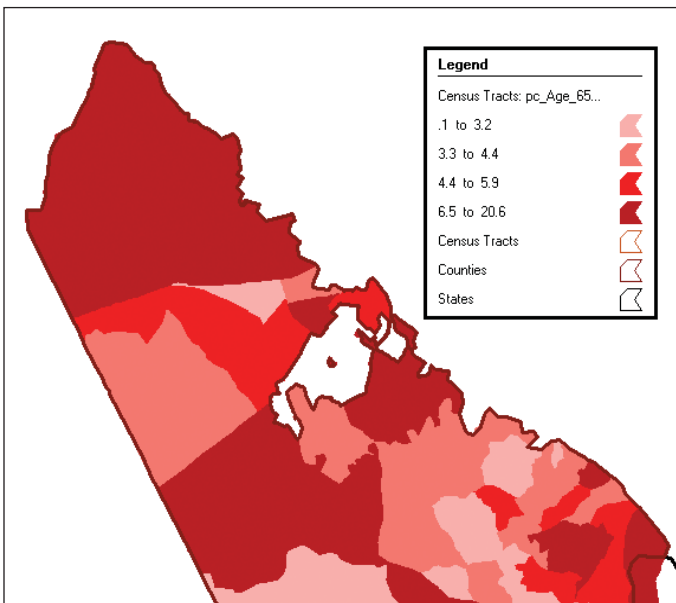 Legend
Census Tracts: pc_Age_65...
.1 to 3.2
3.3 to 4.4
4.4 to 5.9
6.5 to 20.6
Census Tracts
Counties
States